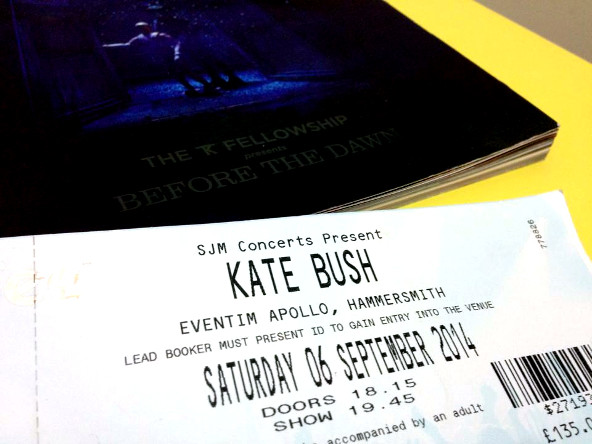 THE K FELLOWSHIP
presents
BEFORE THE DAWN
778826
SJM Concerts Present
KATE BUSH
EVENTIM APOLLO, HAMMERSMITH
LEAD BOOKER MUST PRESENT ID TO GAIN ENTRY INTO THE VENUE
SATURDAY 06 SEPTEMBER 2014
DOORS 18.15
SHOW 19.45
accompanied by an adult
$27193
£135.0